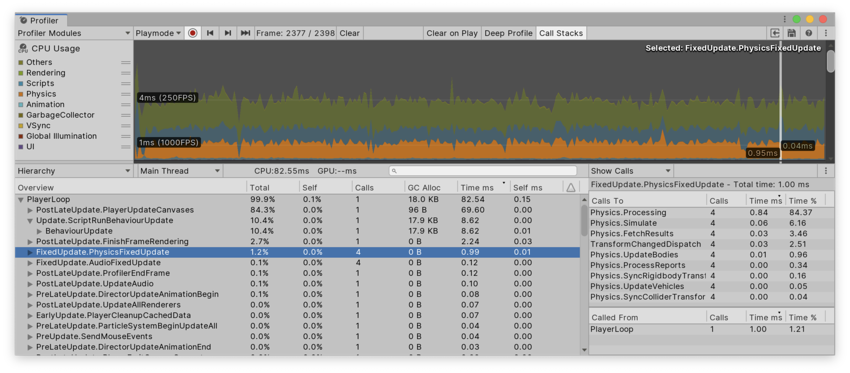 Profiler
Profiler Modules Playmode Frame: 2377 / 2398 Clear Clear on Play Deep Profile Call Stacks
CPU Usage
Selected: FixedUpdate.PhysicsFixedUpdate
Others
Rendering
Scripts
Physics
Animation
GarbageCollector
VSync
Global Illumination
UI
4ms (250FPS)
1ms (1000FPS)
0.04ms
0.95ms
Hierarchy Main Thread CPU:82.55ms GPU:--ms Show Calls
Overview Total Self Calls GC Alloc Time ms Self ms
PlayerLoop 99.9% 0.1% 1 18.0 KB 82.54 0.15
PostLateUpdate.PlayerUpdateCanvases 84.3% 0.0% 1 96 B 69.60 0.00
Update.ScriptRunBehaviourUpdate 10.4% 0.0% 1 17.9 KB 8.62 0.00
BehaviourUpdate 10.4% 0.0% 1 17.9 KB 8.62 0.01
PostLateUpdate.FinishFrameRendering 2.7% 0.0% 1 0 B 2.24 0.03
FixedUpdate.PhysicsFixedUpdate 1.2% 0.0% 4 0 B 0.99 0.01
FixedUpdate.AudioFixedUpdate 0.1% 0.0% 4 0 B 0.12 0.00
PostLateUpdate.ProfilerEndFrame 0.1% 0.0% 1 0 B 0.12 0.00
PostLateUpdate.UpdateAudio 0.1% 0.0% 1 0 B 0.10 0.00
PreLateUpdate.DirectorUpdateAnimationBegin 0.1% 0.0% 1 0 B 0.08 0.00
PostLateUpdate.UpdateAllRenderers 0.0% 0.0% 1 0 B 0.07 0.00
EarlyUpdate.PlayerCleanupCachedData 0.0% 0.0% 1 0 B 0.07 0.00
PreLateUpdate.ParticleSystemBeginUpdateAll 0.0% 0.0% 1 0 B 0.04 0.00
PreUpdate.SendMouseEvents 0.0% 0.0% 1 0 B 0.04 0.00
PreLateUpdate.DirectorUpdateAnimationEnd 0.0% 0.0% 1 0 B 0.03 0.00
FixedUpdate.PhysicsFixedUpdate - Total time: 1.00 ms
Calls To Calls Time ms Time %
Physics.Processing 4 0.84 84.37
Physics.Simulate 4 0.06 6.16
Physics.FetchResults 4 0.03 3.46
TransformChangedDispatch 4 0.03 2.51
Physics.UpdateBodies 4 0.01 0.96
Physics.ProcessReports 4 0.00 0.34
Physics.SyncRigidbodyTransf 4 0.00 0.16
Physics.UpdateVehicles 4 0.00 0.05
Physics.SyncColliderTransfor 4 0.00 0.04
Called From Calls Time ms Time %
PlayerLoop 1 1.00 1.21